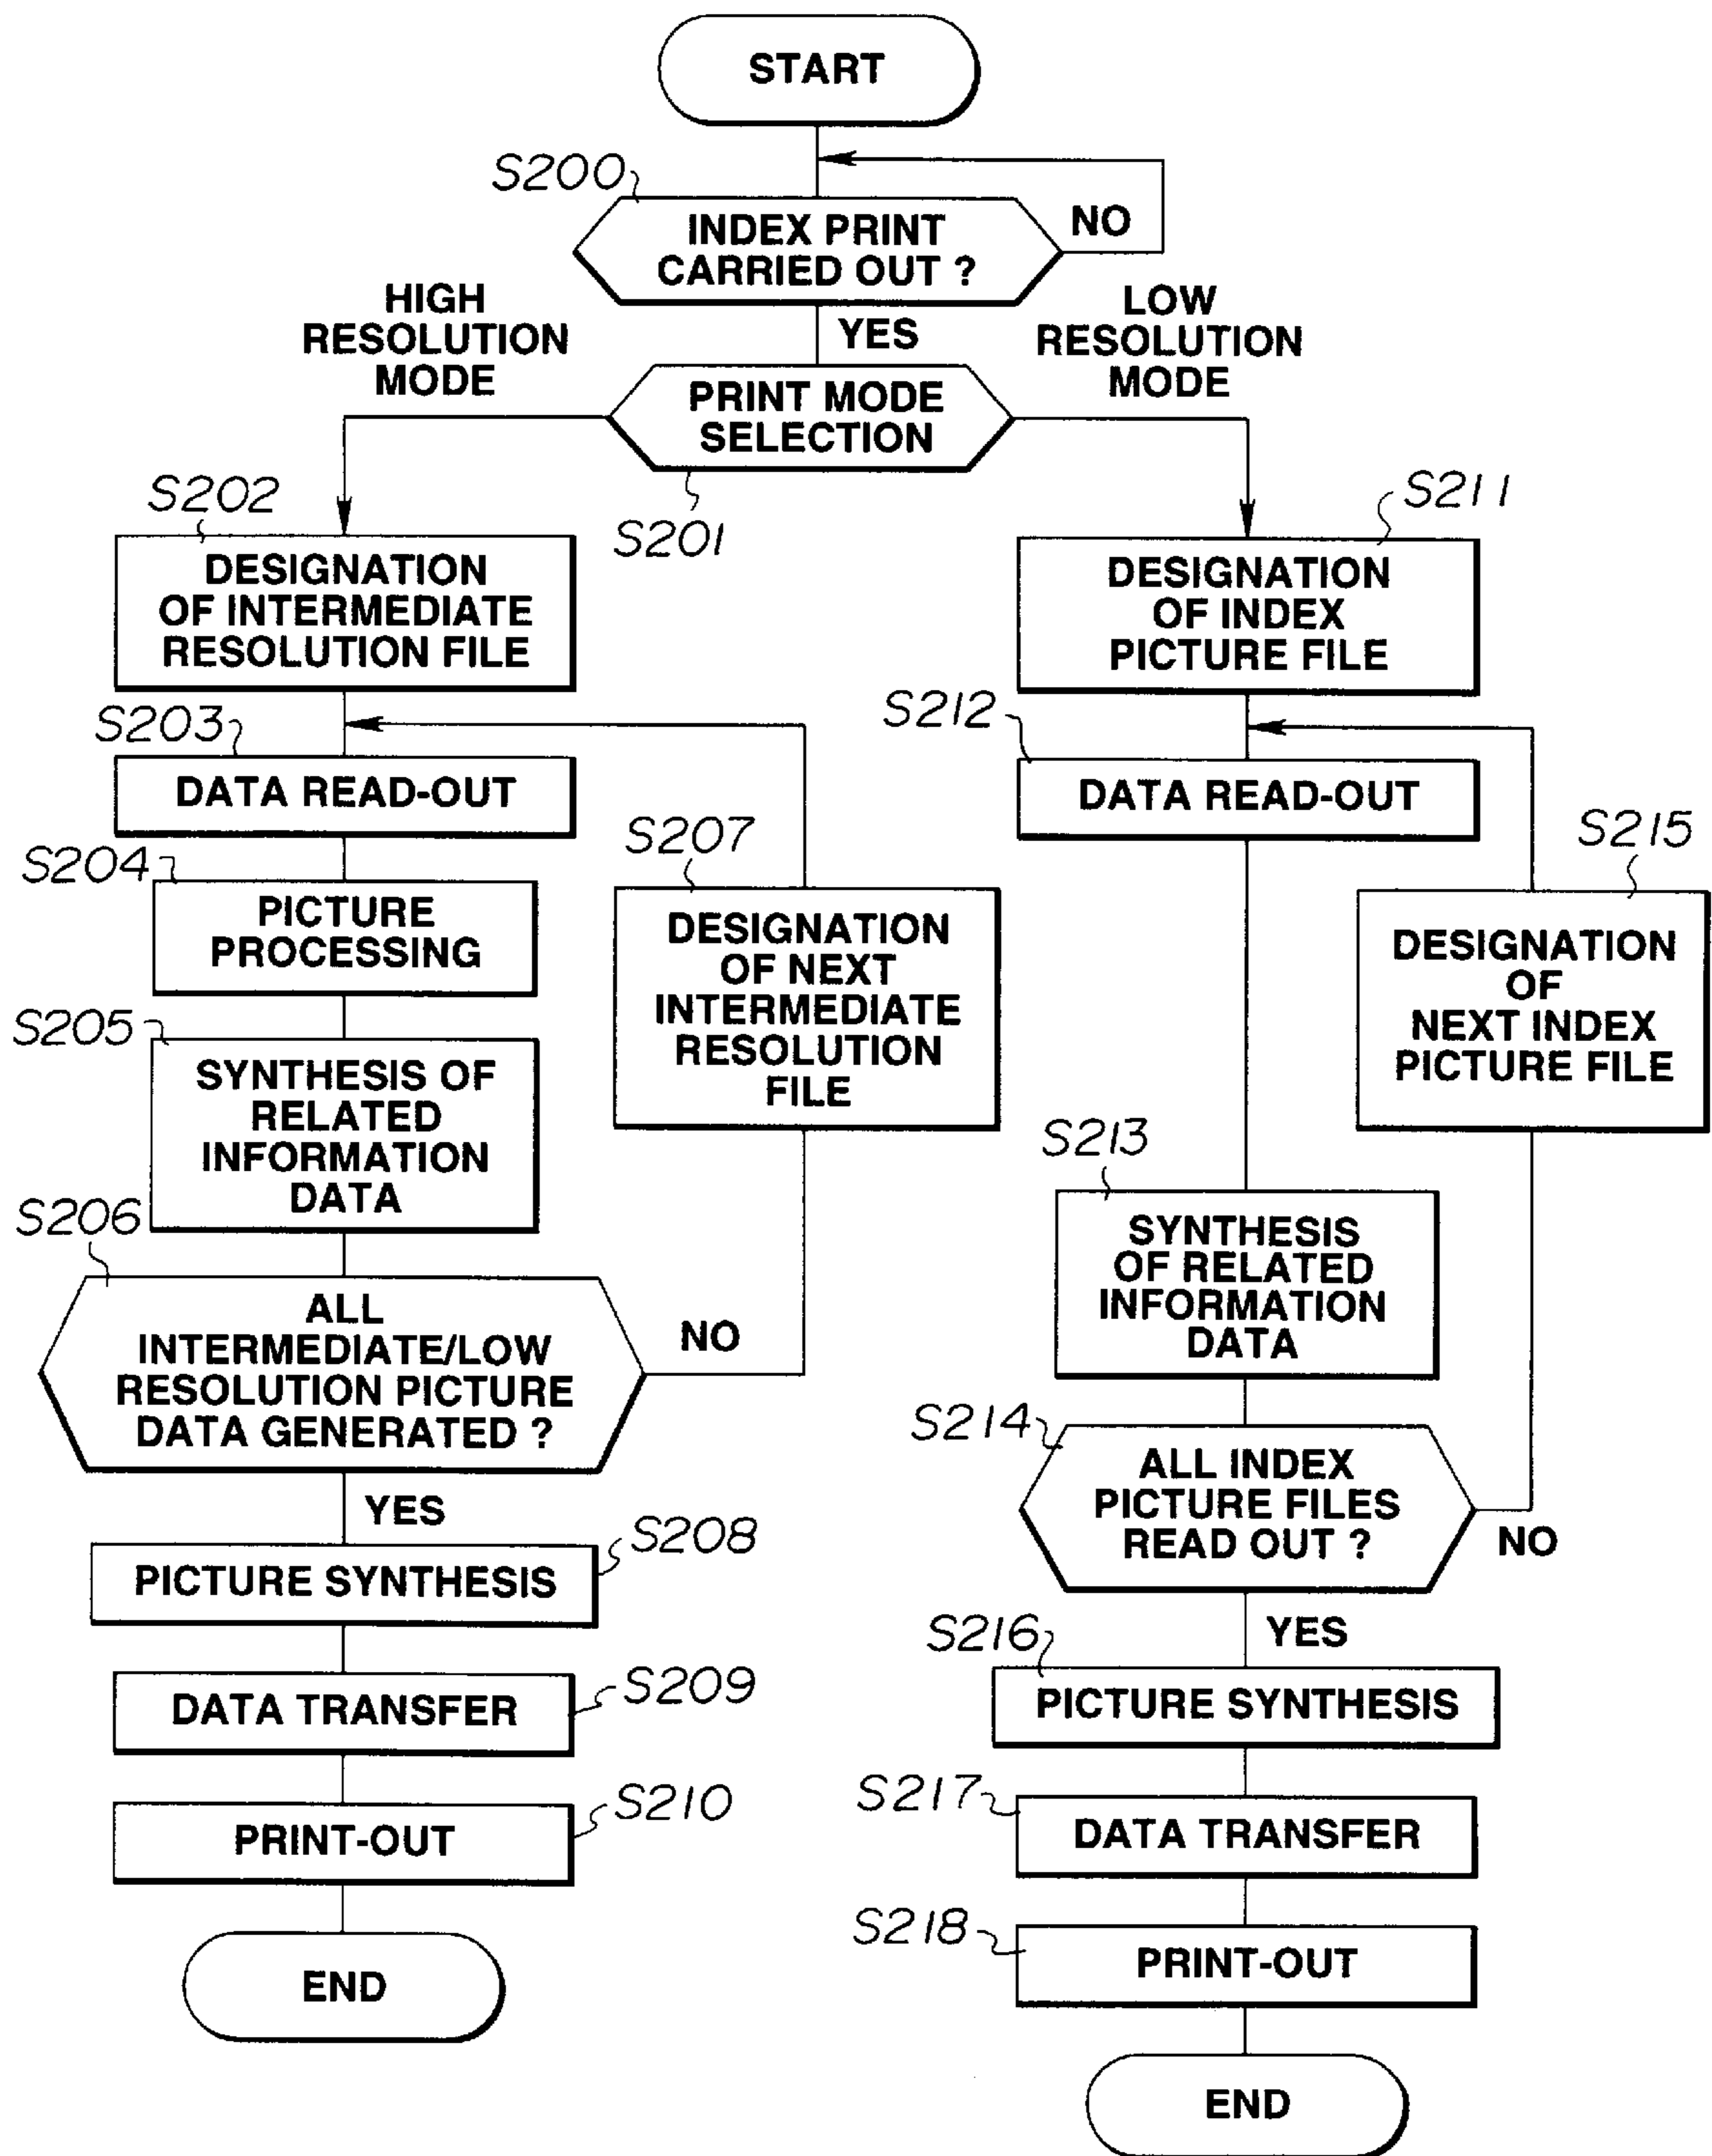 START
S200
INDEX PRINT
CARRIED OUT ?
NO
HIGH
RESOLUTION
MODE
YES
LOW
RESOLUTION
MODE
PRINT MODE
SELECTION
S201
S202
DESIGNATION
OF INTERMEDIATE
RESOLUTION FILE
S203
DATA READ-OUT
S204
PICTURE
PROCESSING
S205
SYNTHESIS OF
RELATED
INFORMATION
DATA
S206
ALL
INTERMEDIATE/LOW
RESOLUTION PICTURE
DATA GENERATED ?
NO
S207
DESIGNATION
OF NEXT
INTERMEDIATE
RESOLUTION
FILE
YES
S208
PICTURE SYNTHESIS
S209
DATA TRANSFER
S210
PRINT-OUT
END
S211
DESIGNATION
OF INDEX
PICTURE FILE
S212
DATA READ-OUT
S215
DESIGNATION
OF
NEXT INDEX
PICTURE FILE
S213
SYNTHESIS
OF RELATED
INFORMATION
DATA
S214
ALL INDEX
PICTURE FILES
READ OUT ?
NO
YES
S216
PICTURE SYNTHESIS
S217
DATA TRANSFER
S218
PRINT-OUT
END